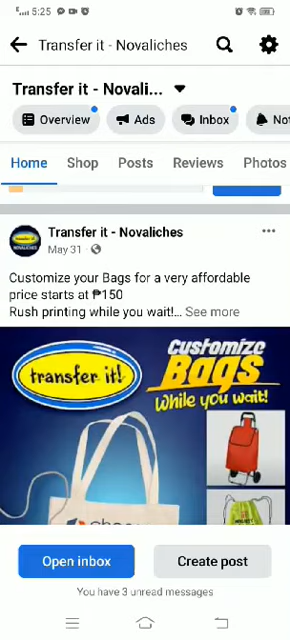 5:25
Transfer it - Novaliches
Transfer it - Novali...
Overview
Ads
Inbox
Home
Shop
Posts
Reviews
Photos
Transfer it - Novaliches
May 31
Customize your Bags for a very affordable
price starts at ₱150
Rush printing while you wait!... See more
transfer it!
Customize
Bags
While you wait!
Open inbox
Create post
You have 3 unread messages